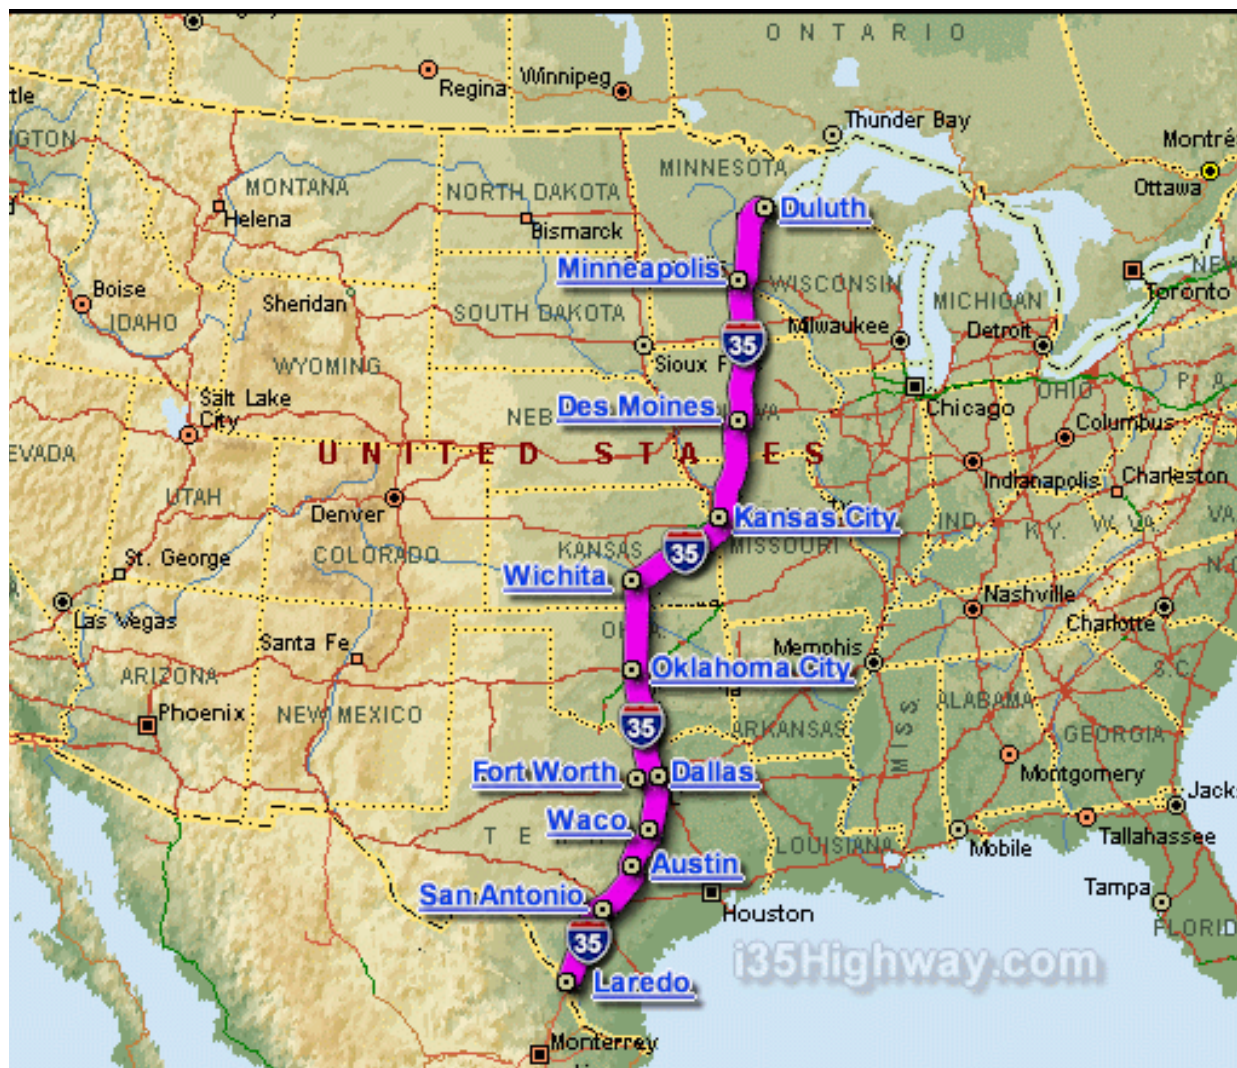 ONTARIO
Winnipeg
Regina
Thunder Bay
Montré
Ottawa
MINNESOTA
MONTANA
NORTH DAKOTA
Helena
Bismarck
Duluth
Minneapolis
WISCONSIN
MICHIGAN
Toronto
Boise
IDAHO
Sheridan
SOUTH DAKOTA
Milwaukee
Detroit
35
Sioux F
WYOMING
OHIO
P A
Salt Lake
City
NEB
Des Moines
Chicago
Columbus
EVADA
UNITED STATES
Indianapolis
Charleston
UTAH
Denver
Kansas City
IND
K.Y.
W. VA
VA
COLORADO
KANSAS
35
MISSOURI
St. George
Wichita
N.C
Las Vegas
Nashville
Charlotte
Santa Fe
Memphis
ARIZONA
Oklahoma City
S.C.
Phoenix
NEW MEXICO
35
ARKANSAS
MISS
ALABAMA
GEORGIA
Fort Worth
Dallas
Montgomery
Jack
Waco
T E
LOUISIANA
Mobile
Tallahassee
Austin
San Antonio
Houston
Tampa
FLORID
35
i35Highway.com
Laredo
Monterrey